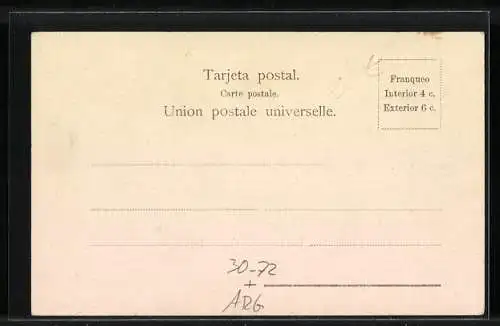 Tarjeta postal.
Carte postale.
Union postale universelle.
Franqueo
Interior 4 c.
Exterior 6 c.
30-72
+
ARG